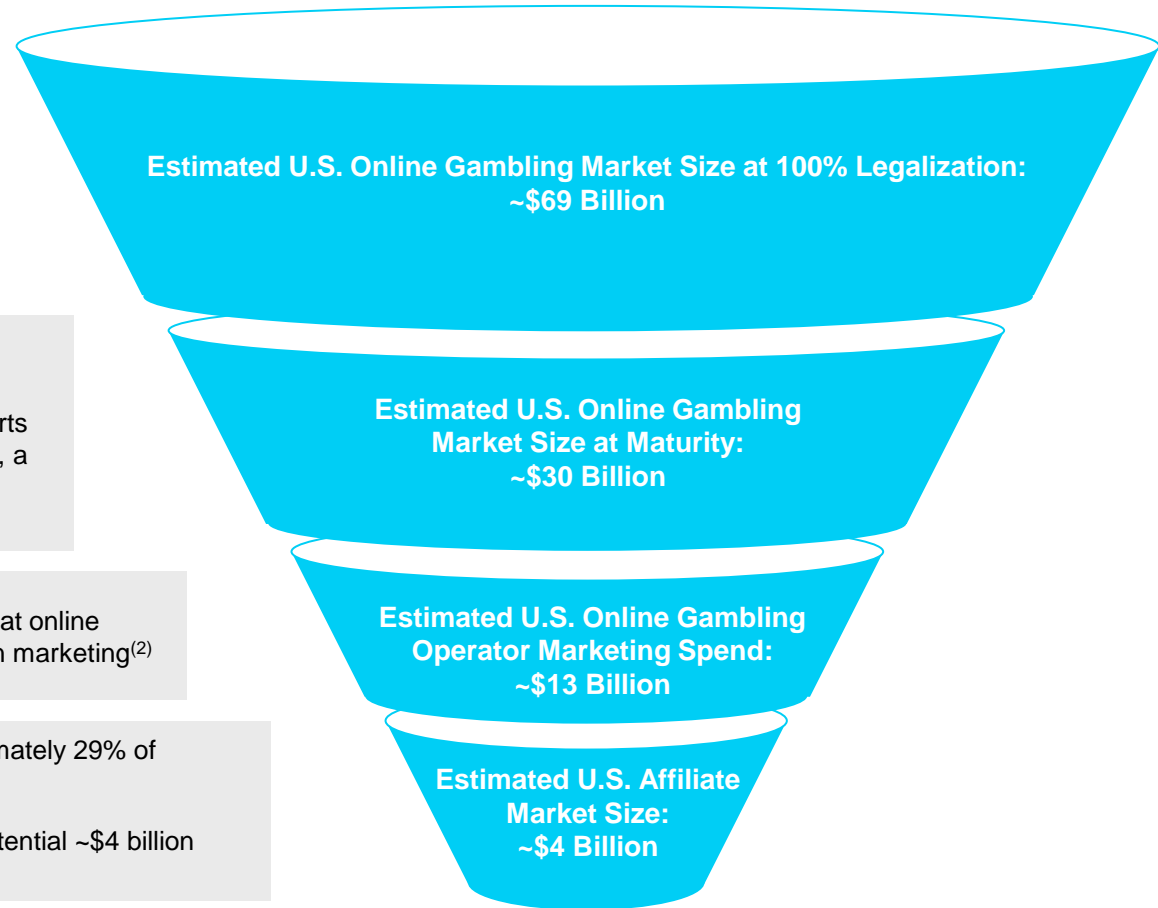 Estimated U.S. Online Gambling Market Size at 100% Legalization:
~$69 Billion
rts
, a
Estimated U.S. Online Gambling
Market Size at Maturity:
~$30 Billion
at online
n marketing(2)
Estimated U.S. Online Gambling
Operator Marketing Spend:
~$13 Billion
mately 29% of
tential ~$4 billion
Estimated U.S. Affiliate
Market Size:
~$4 Billion